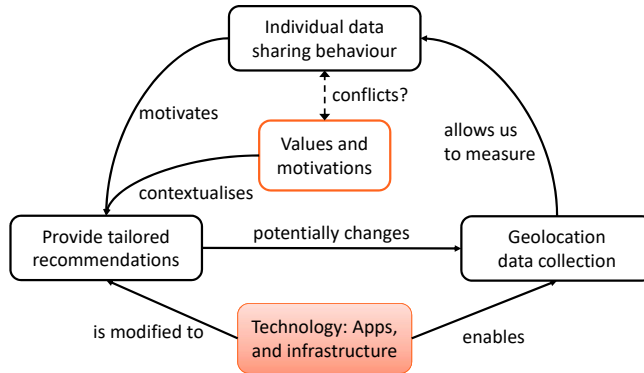 Individual data
sharing behaviour
conflicts?
motivates
Values and
motivations
allows us
to measure
contextualises
Provide tailored
recommendations
potentially changes
Geolocation
data collection
is modified to
Technology: Apps,
and infrastructure
enables